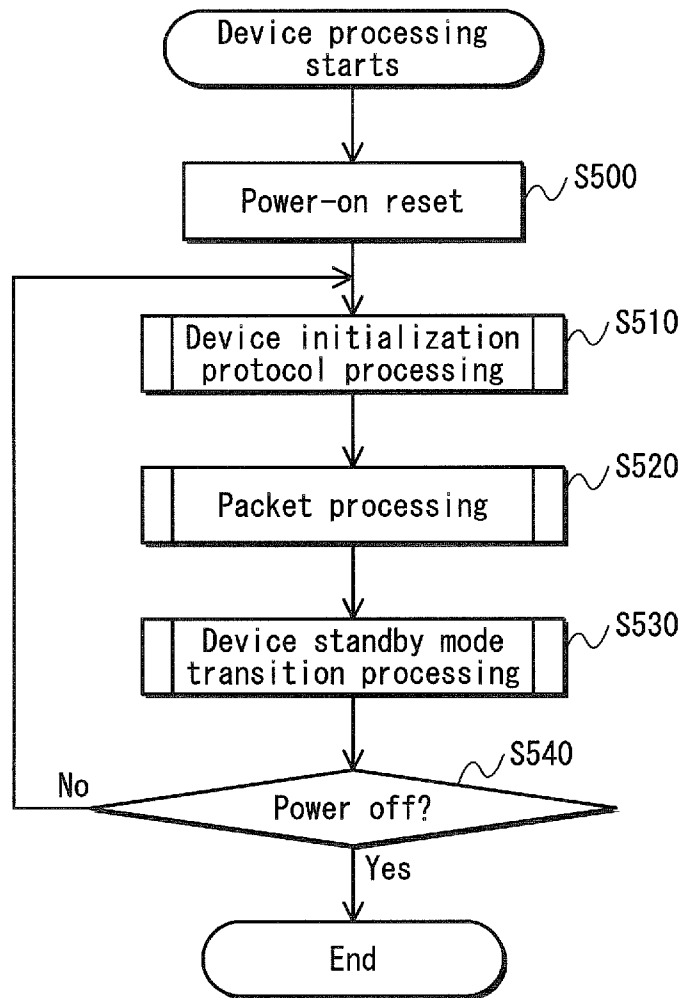 Device processing
starts
Power-on reset
S500
Device initialization
protocol processing
S510
Packet processing
S520
Device standby mode
transition processing
S530
S540
Power off?
No
Yes
End